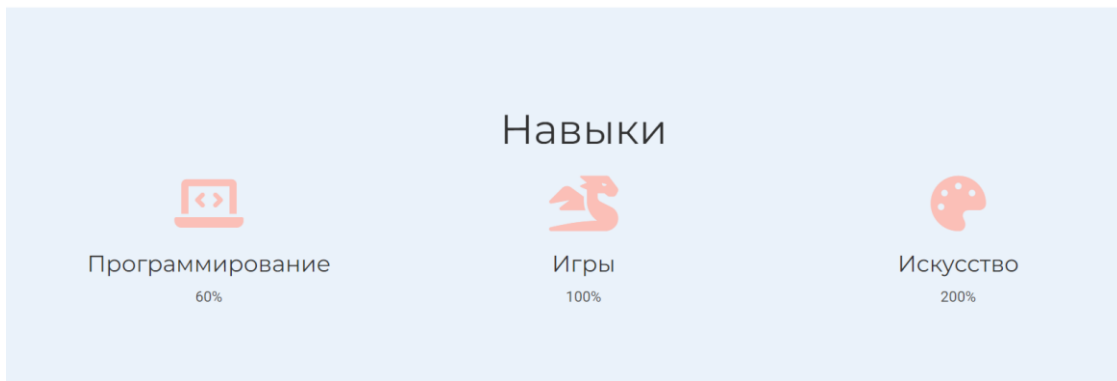 Навыки
Программирование
60%
Игры
100%
Искусство
200%